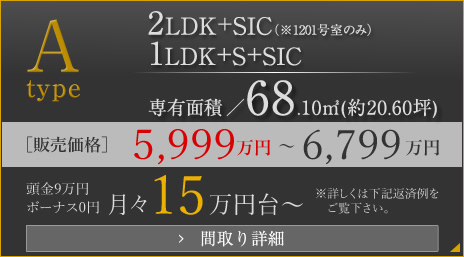 A
type
2LDK+SIC(※1201号室のみ)
1LDK+S+SIC
専有面積／68.10㎡(約20.60坪)
［販売価格］ 5,999万円 ～ 6,799万円
頭金9万円
ボーナス0円
月々15万円台～
※詳しくは下記返済例を
ご覧下さい。
› 間取り詳細